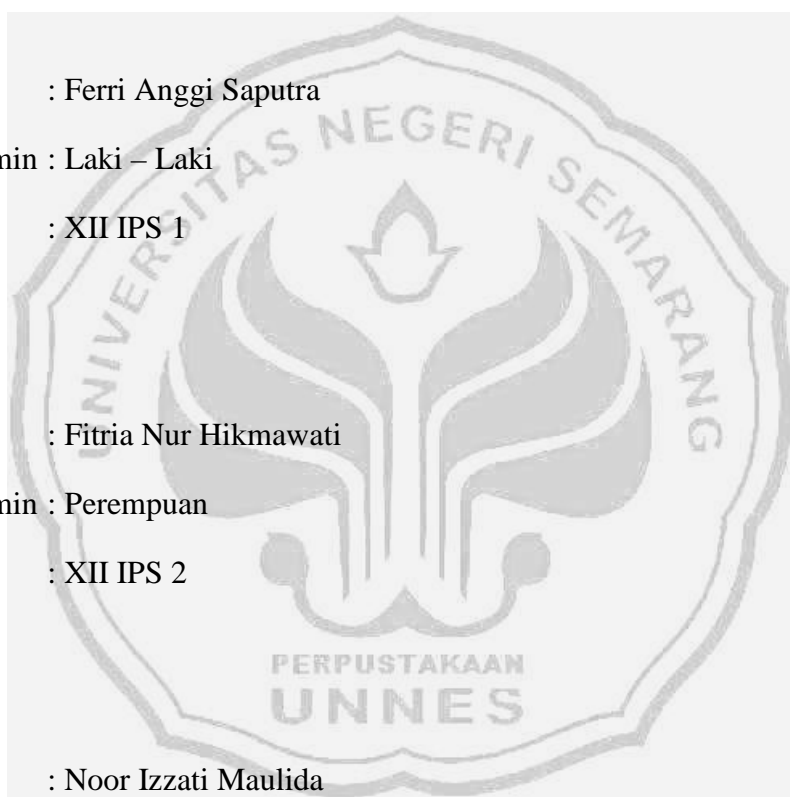 : Ferri Anggi Saputra
min : Laki – Laki
: XII IPS 1
: Fitria Nur Hikmawati
min : Perempuan
: XII IPS 2
: Noor Izzati Maulida
UNIVERSITAS NEGERI SEMARANG
PERPUSTAKAAN
UNNES